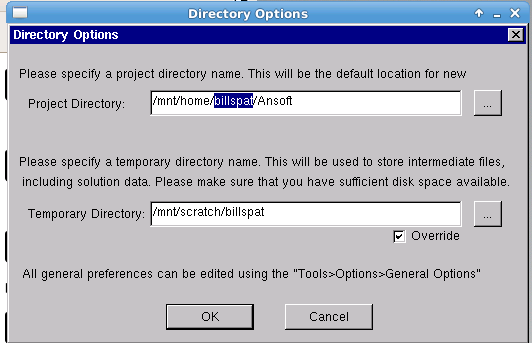 Directory Options
Directory Options
Please specify a project directory name. This will be the default location for new
Project Directory: /mnt/home/billspat/Ansoft ...
Please specify a temporary directory name. This will be used to store intermediate files,
including solution data. Please make sure that you have sufficient disk space available.
Temporary Directory: /mnt/scratch/billspat ...
Override
All general preferences can be edited using the "Tools>Options>General Options"
OK Cancel